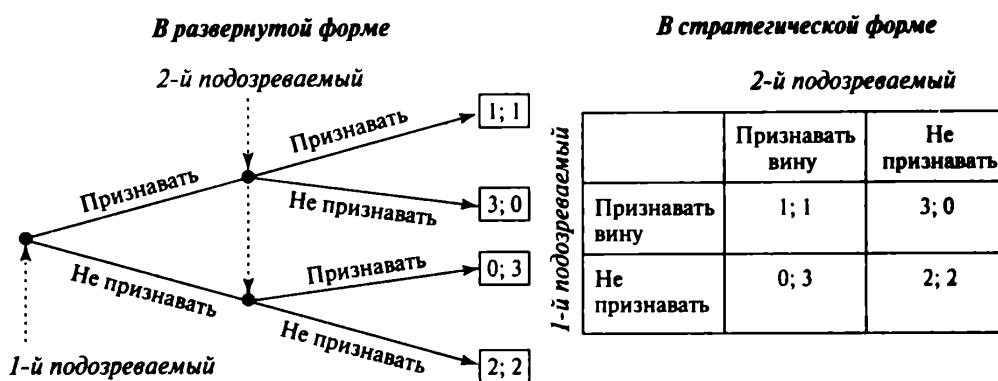 В развернутой форме
2-й подозреваемый
Признавать
1; 1
Признавать
Не признавать
3; 0
Не признавать
Признавать
0; 3
Не признавать
2; 2
1-й подозреваемый
В стратегической форме
2-й подозреваемый
1-й подозреваемый
Признавать
вину
Не
признавать
Признавать
вину
1; 1
3; 0
Не
признавать
0; 3
2; 2